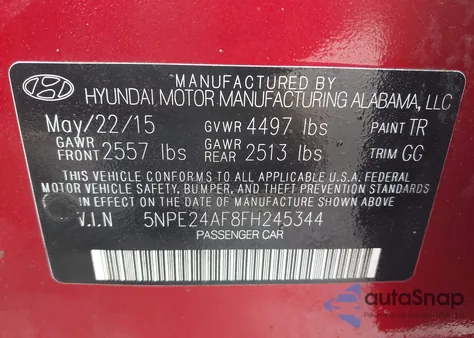 MANUFACTURED BY
HYUNDAI MOTOR MANUFACTURING ALABAMA, LLC
May/22/15 GVWR 4497 lbs PAINT TR
GAWR FRONT 2557 lbs GAWR REAR 2513 lbs TRIM GG
THIS VEHICLE CONFORMS TO ALL APPLICABLE U.S.A. FEDERAL
MOTOR VEHICLE SAFETY, BUMPER, AND THEFT PREVENTION STANDARDS
IN EFFECT ON THE DATE OF MANUFACTURE SHOWN ABOVE
V.I.N 5NPE24AF8FH245344
PASSENGER CAR
autoSnap